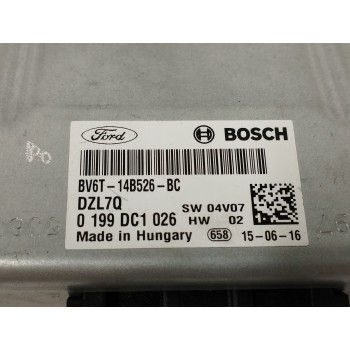 Ford BOSCH
BV6T-14B526-BC
DZL7Q SW 04V07
0 199 DC1 026 HW 02
Made in Hungary 658 15-06-16